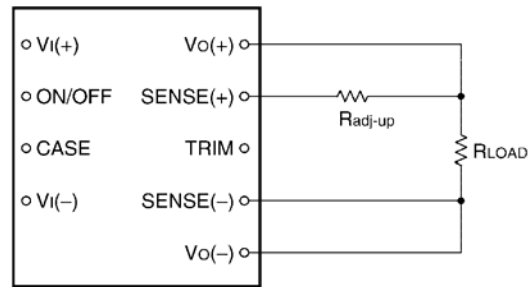 VI(+) VO(+)
ON/OFF SENSE(+)
Radj-up
CASE TRIM
RLOAD
VI(−) SENSE(−)
VO(−)